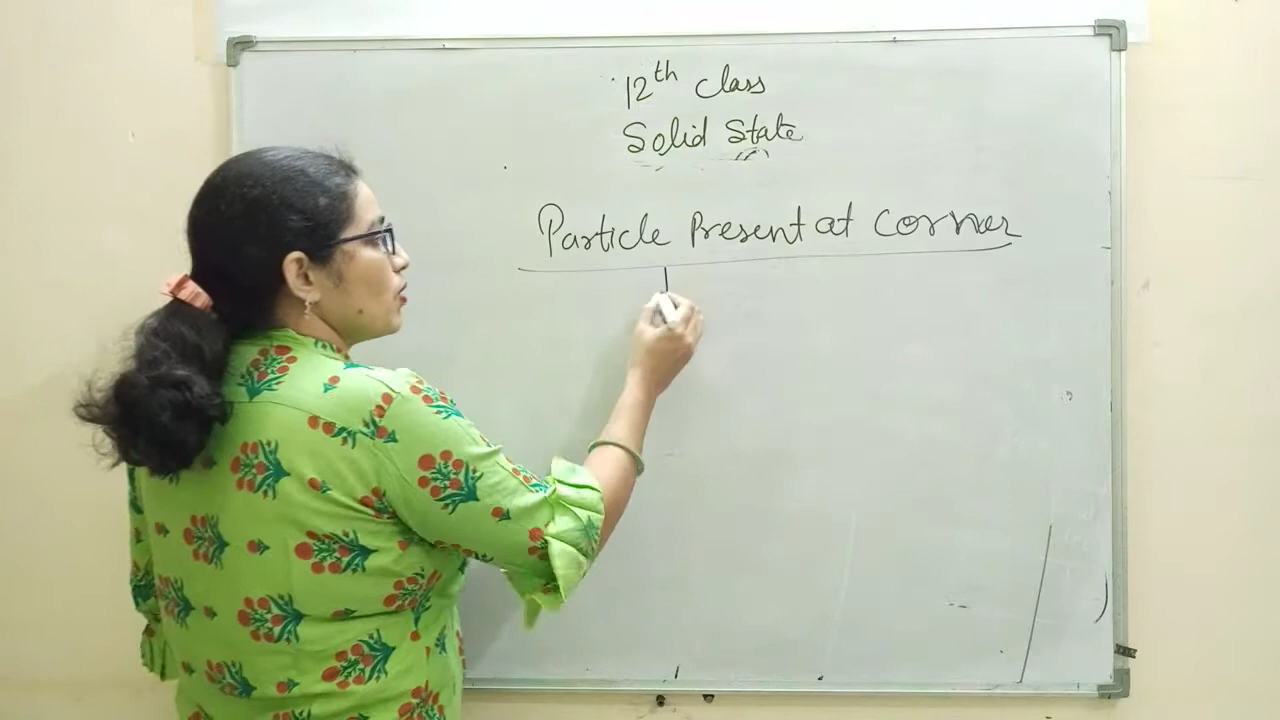 12th class
Solid State
Particle Present at Corner